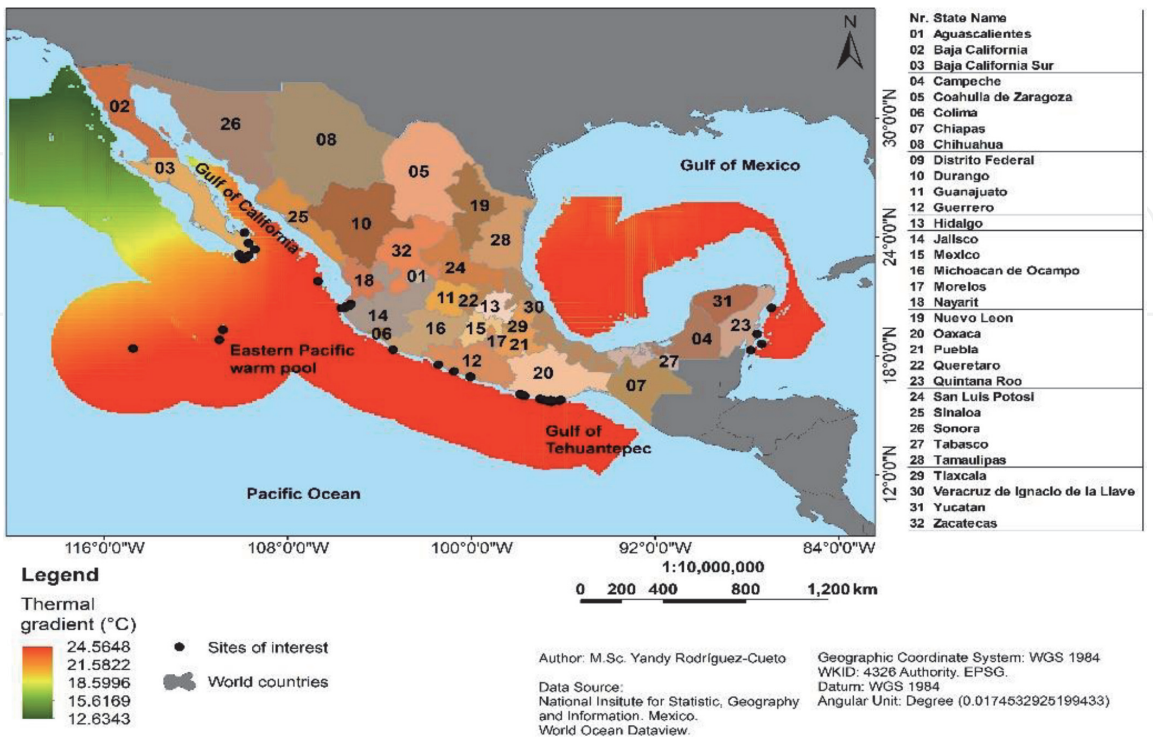 N
30°0'0"N
24°0'0"N
18°0'0"N
12°0'0"N
116°0'0"W
108°0'0"W
100°0'0"W
92°0'0"W
84°0'0"W
Gulf of Mexico
Gulf of California
Eastern Pacific
warm pool
Gulf of
Tehuantepec
Pacific Ocean
02
26
08
03
05
25
10
19
28
32
24
18
01
11
22
13
30
14
06
16
15
29
17
21
12
20
07
27
04
31
23
Nr. State Name
01 Aguascalientes
02 Baja California
03 Baja California Sur
04 Campeche
05 Coahulla de Zaragoza
06 Colima
07 Chiapas
08 Chihuahua
09 Distrito Federal
10 Durango
11 Guanajuato
12 Guerrero
13 Hidalgo
14 Jalisco
15 Mexico
16 Michoacan de Ocampo
17 Morelos
18 Nayarit
19 Nuevo Leon
20 Oaxaca
21 Puebla
22 Queretaro
23 Quintana Roo
24 San Luis Potosi
25 Sinaloa
26 Sonora
27 Tabasco
28 Tamaulipas
29 Tlaxcala
30 Veracruz de Ignacio de la Llave
31 Yucatan
32 Zacatecas
Legend
Thermal
gradient (°C)
24.5648
21.5822
18.5996
15.6169
12.6343
Sites of interest
World countries
1:10,000,000
0 200 400 800 1,200 km
Author: M.Sc. Yandy Rodríguez-Cueto
Data Source:
National Insitute for Statistic, Geography
and Information. Mexico.
World Ocean Dataview.
Geographic Coordinate System: WGS 1984
WKID: 4326 Authority. EPSG.
Datum: WGS 1984
Angular Unit: Degree (0.0174532925199433)